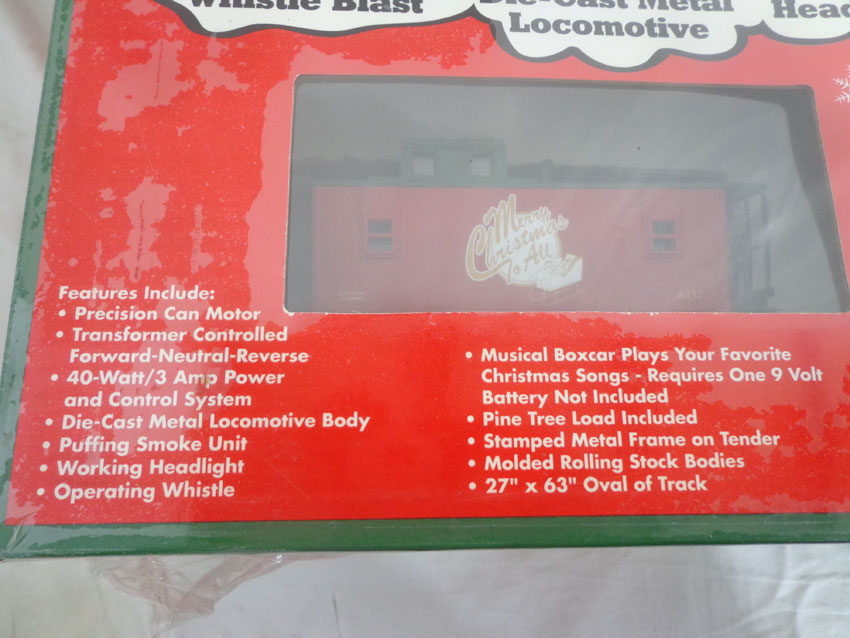 Whistle Blast
Die-Cast Metal
Locomotive
Merry
Christmas
To All
Features Include:
• Precision Can Motor
• Transformer Controlled
Forward-Neutral-Reverse
• 40-Watt/3 Amp Power
and Control System
• Die-Cast Metal Locomotive Body
• Puffing Smoke Unit
• Working Headlight
• Operating Whistle
• Musical Boxcar Plays Your Favorite
Christmas Songs - Requires One 9 Volt
Battery Not Included
• Pine Tree Load Included
• Stamped Metal Frame on Tender
• Molded Rolling Stock Bodies
• 27" x 63" Oval of Track